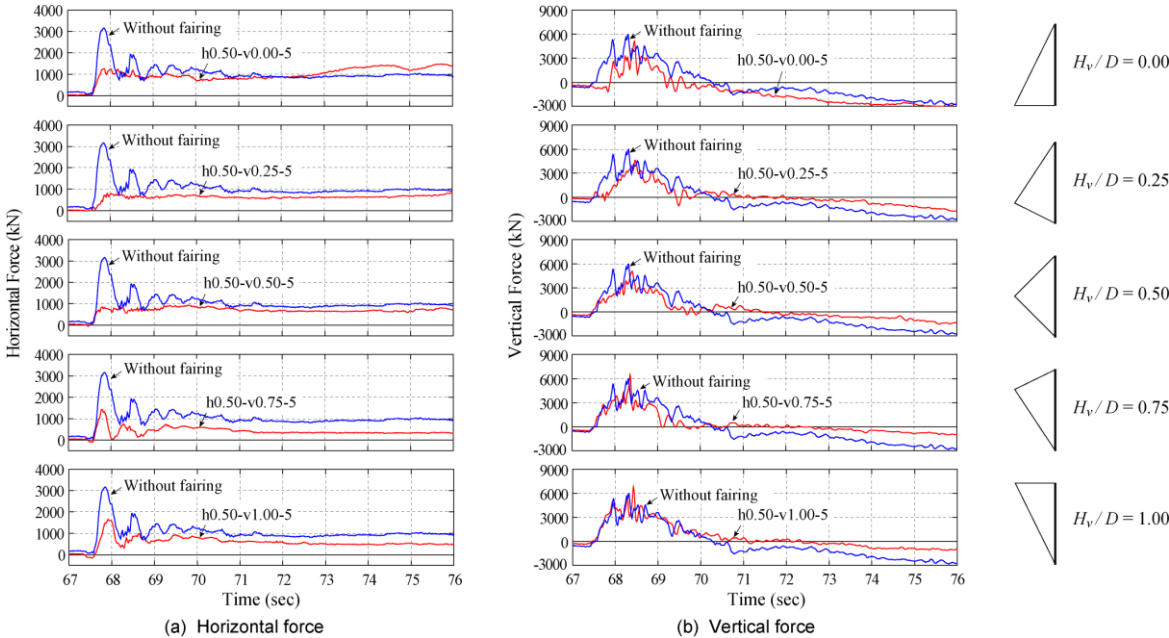 Horizontal Force (kN)
4000
3000
2000
1000
0
Without fairing
h0.50-v0.00-5
4000
3000
2000
1000
0
Without fairing
h0.50-v0.25-5
4000
3000
2000
1000
0
Without fairing
h0.50-v0.50-5
4000
3000
2000
1000
0
Without fairing
h0.50-v0.75-5
4000
3000
2000
1000
0
Without fairing
h0.50-v1.00-5
67 68 69 70 71 72 73 74 75 76
Time (sec)
(a) Horizontal force
Vertical Force (kN)
9000
6000
3000
0
-3000
Without fairing
h0.50-v0.00-5
9000
6000
3000
0
-3000
Without fairing
h0.50-v0.25-5
9000
6000
3000
0
-3000
Without fairing
h0.50-v0.50-5
9000
6000
3000
0
-3000
Without fairing
h0.50-v0.75-5
9000
6000
3000
0
-3000
Without fairing
h0.50-v1.00-5
67 68 69 70 71 72 73 74 75 76
Time (sec)
(b) Vertical force
Hv/D = 0.00
Hv/D = 0.25
Hv/D = 0.50
Hv/D = 0.75
Hv/D = 1.00